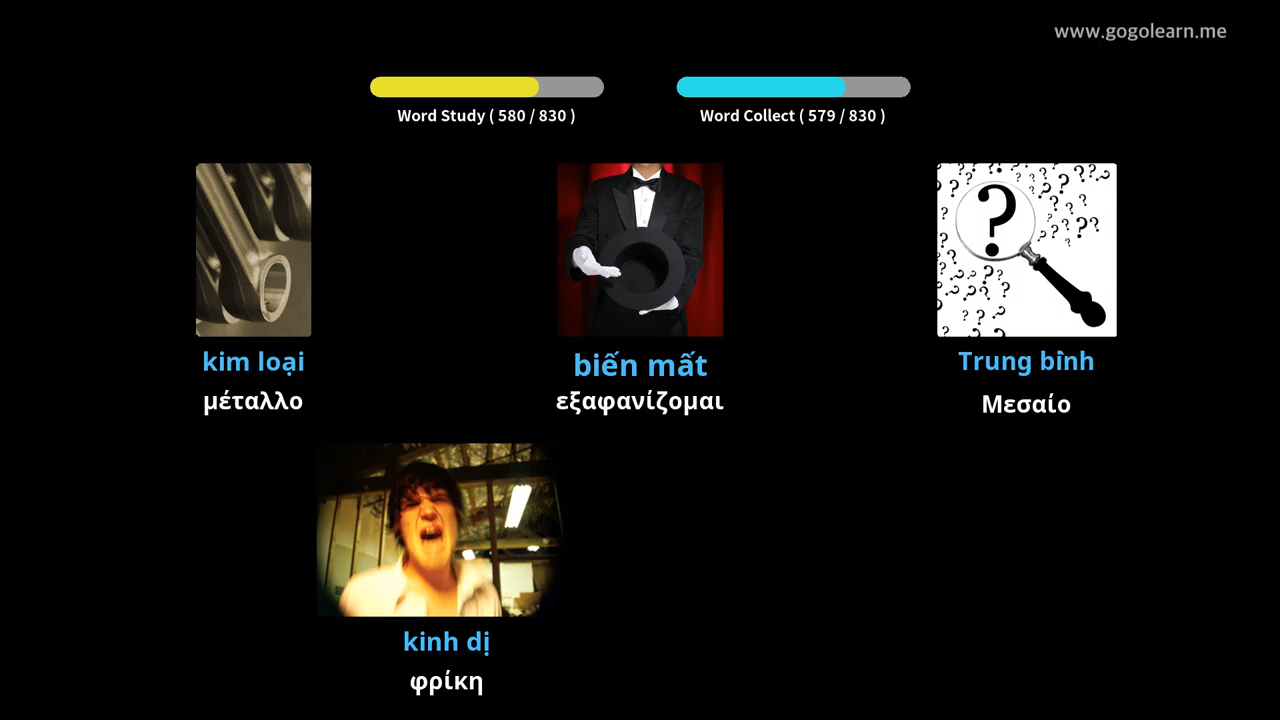 www.gogolearn.me
Word Study ( 580 / 830 )
Word Collect ( 579 / 830 )
kim loại
μέταλλο
biến mất
εξαφανίζομαι
Trung bình
Μεσαίο
kinh dị
φρίκη